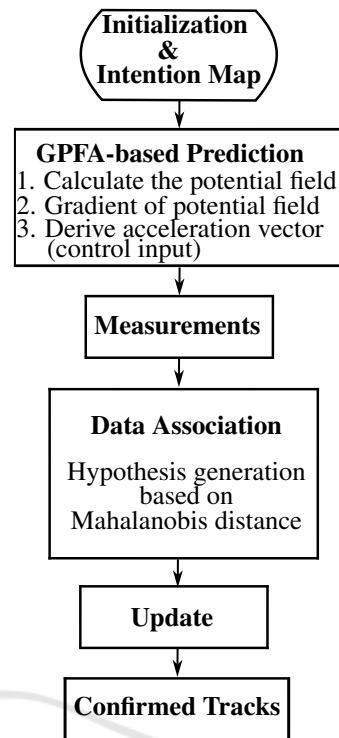 Initialization
&
Intention Map
GPFA-based Prediction
1. Calculate the potential field
2. Gradient of potential field
3. Derive acceleration vector
(control input)
Measurements
Data Association
Hypothesis generation
based on
Mahalanobis distance
Update
Confirmed Tracks